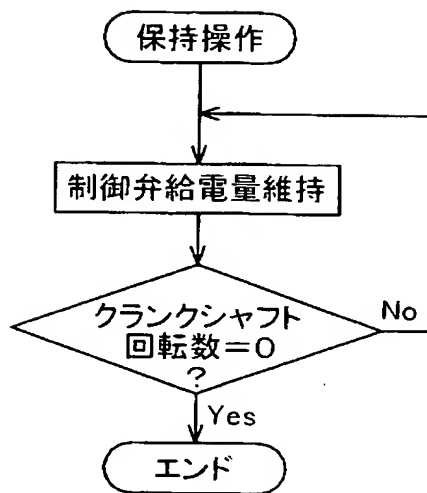 保持操作
制御弁給電量維持
クランクシャフト
回転数=0
?
No
Yes
エンド